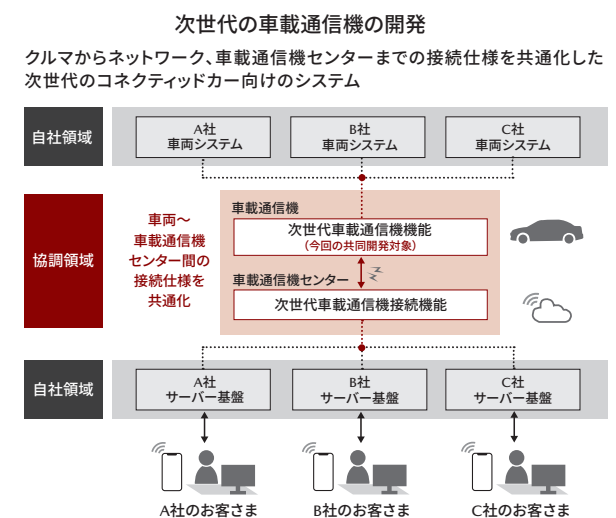 次世代の車載通信機の開発
クルマからネットワーク、車載通信機センターまでの接続仕様を共通化した
次世代のコネクティッドカー向けのシステム
自社領域
A社
車両システム
B社
車両システム
C社
車両システム
協調領域
車両～
車載通信機
センター間の
接続仕様を
共通化
車載通信機
次世代車載通信機機能
（今回の共同開発対象）
車載通信機センター
次世代車載通信機接続機能
自社領域
A社
サーバー基盤
B社
サーバー基盤
C社
サーバー基盤
A社のお客さま
B社のお客さま
C社のお客さま